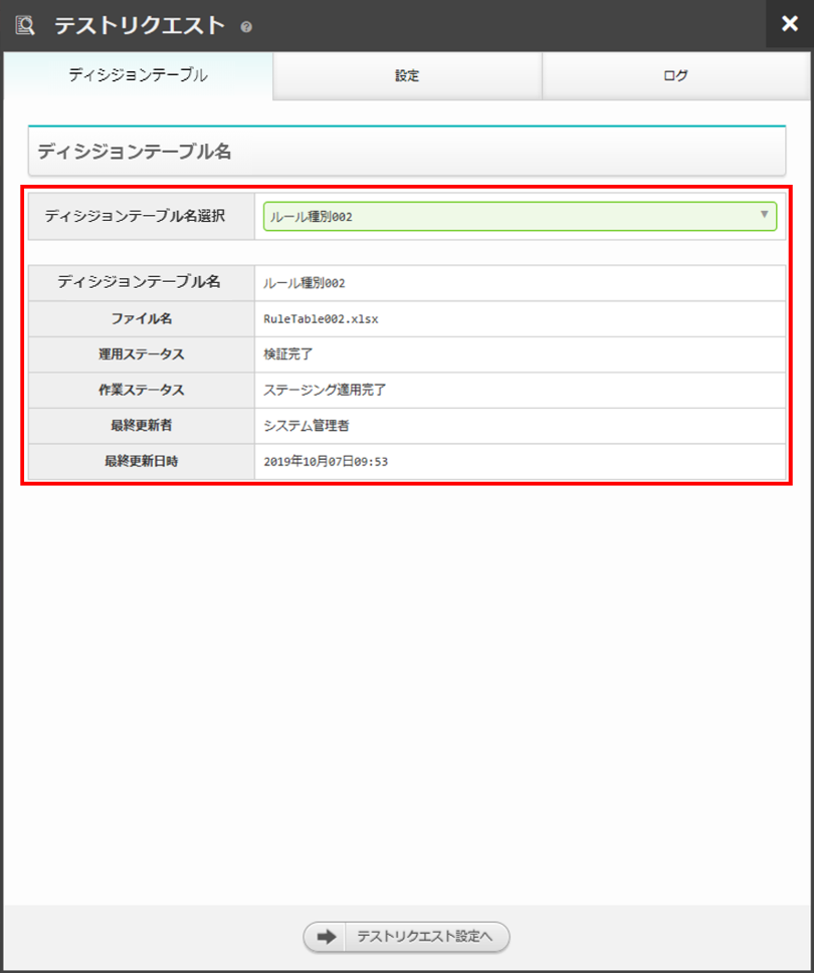 テストリクエスト
ディシジョンテーブル 設定 ログ
ディシジョンテーブル名
ディシジョンテーブル名選択 ルール種別002
ディシジョンテーブル名 ルール種別002
ファイル名 RuleTable002.xlsx
運用ステータス 検証完了
作業ステータス ステージング適用完了
最終更新者 システム管理者
最終更新日時 2019年10月07日09:53
テストリクエスト設定へ